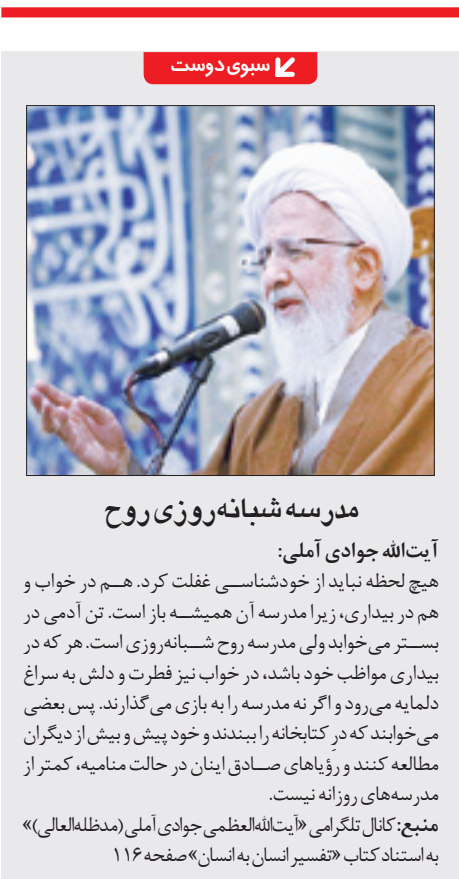 سبوی دوست
مدرسه شبانه‌روزی روح
آیت‌الله جوادی آملی:
هیچ لحظه نباید از خودشناسی غفلت کرد. هم در خواب و
هم در بیداری، زیرا مدرسه آن همیشه باز است. تن آدمی در
بستر می‌خوابد ولی مدرسه روح شبانه‌روزی است. هر که در
بیداری مواظب خود باشد، در خواب نیز فطرت و دلش به سراغ
دلمایه می‌رود و اگر نه مدرسه را به بازی می‌گذارند. پس بعضی
می‌خوابند که درِ کتابخانه را ببندند و خود پیش و بیش از دیگران
مطالعه کنند و رؤیاهای صادق اینان در حالت منامیه، کمتر از
مدرسه‌های روزانه نیست.
منبع: کانال تلگرامی «آیت‌الله‌العظمی جوادی آملی (مدظله‌العالی)»
به استناد کتاب «تفسیر انسان به انسان» صفحه ۱۱۶